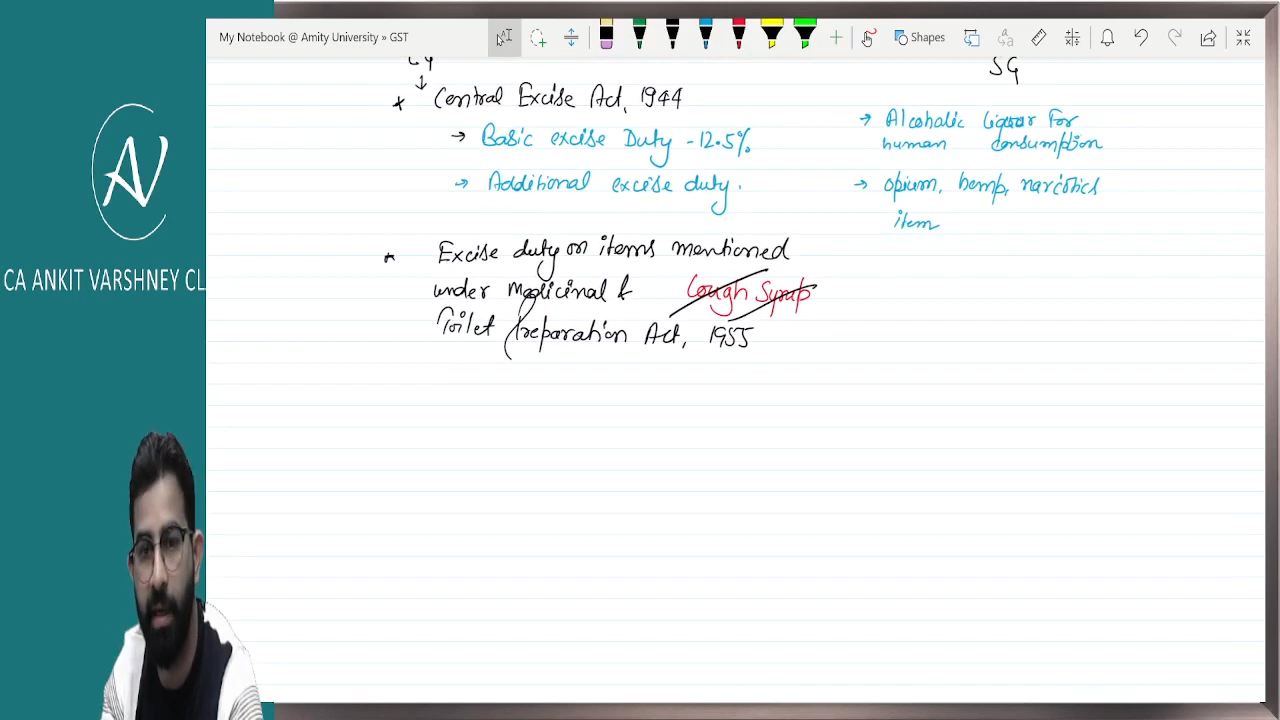 My Notebook @ Amity University » GST
Shapes
CG
SG
Central Excise Act, 1944
→ Basic excise Duty - 12.5%
→ Additional excise duty.
→ Alcoholic liquor For
human consumption
→ opium, hemp, narcotics
item
Excise duty on items mentioned
under Medicinal &
Cough Syrup
Toilet Preparation Act, 1955
AV
CA ANKIT VARSHNEY CL